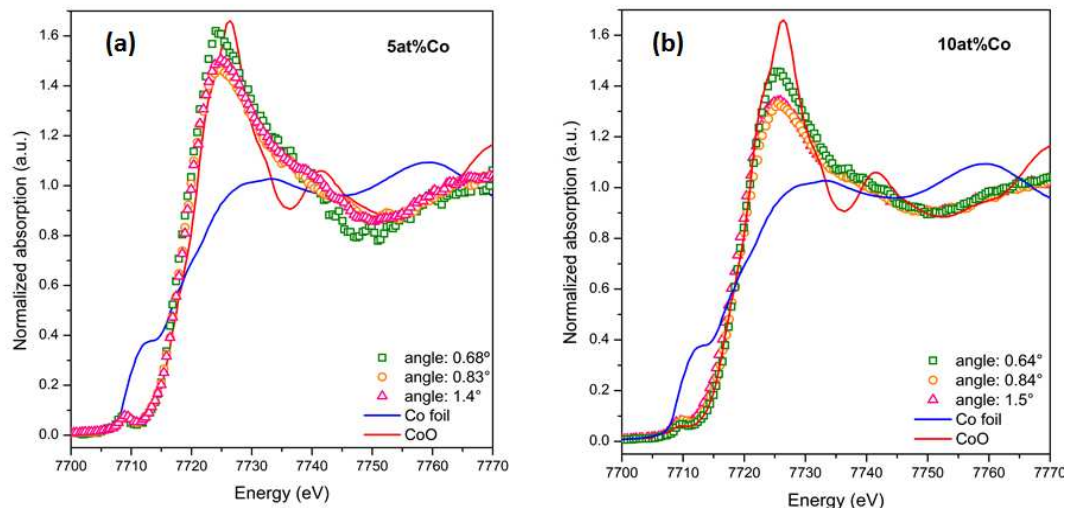 (a)
5at%Co
Normalized absorption (a.u.)
1.6
1.4
1.2
1.0
0.8
0.6
0.4
0.2
0.0
angle: 0.68°
angle: 0.83°
angle: 1.4°
Co foil
CoO
7700 7710 7720 7730 7740 7750 7760 7770
Energy (eV)
(b)
10at%Co
Normalized absorption (a.u.)
1.6
1.4
1.2
1.0
0.8
0.6
0.4
0.2
0.0
angle: 0.64°
angle: 0.84°
angle: 1.5°
Co foil
CoO
7700 7710 7720 7730 7740 7750 7760 7770
Energy (eV)